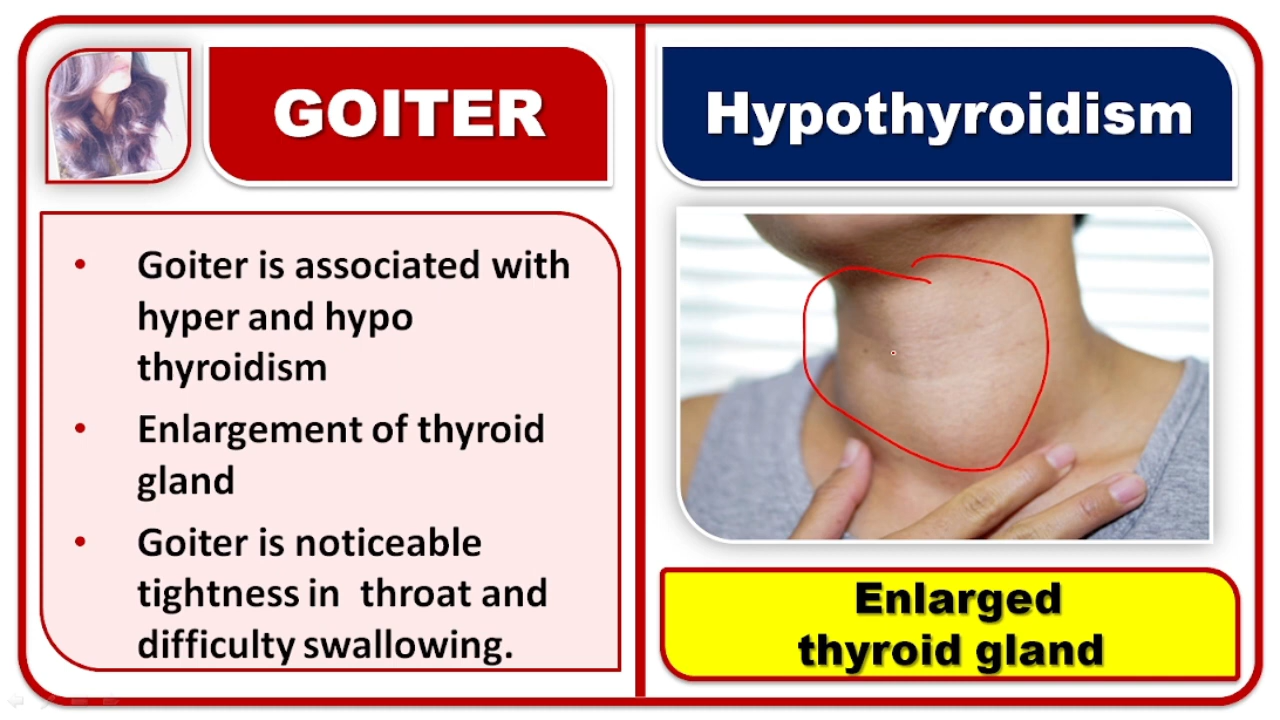 GOITER
Goiter is associated with
hyper and hypo
thyroidism
Enlargement of thyroid
gland
Goiter is noticeable
tightness in throat and
difficulty swallowing.
Hypothyroidism
Enlarged
thyroid gland